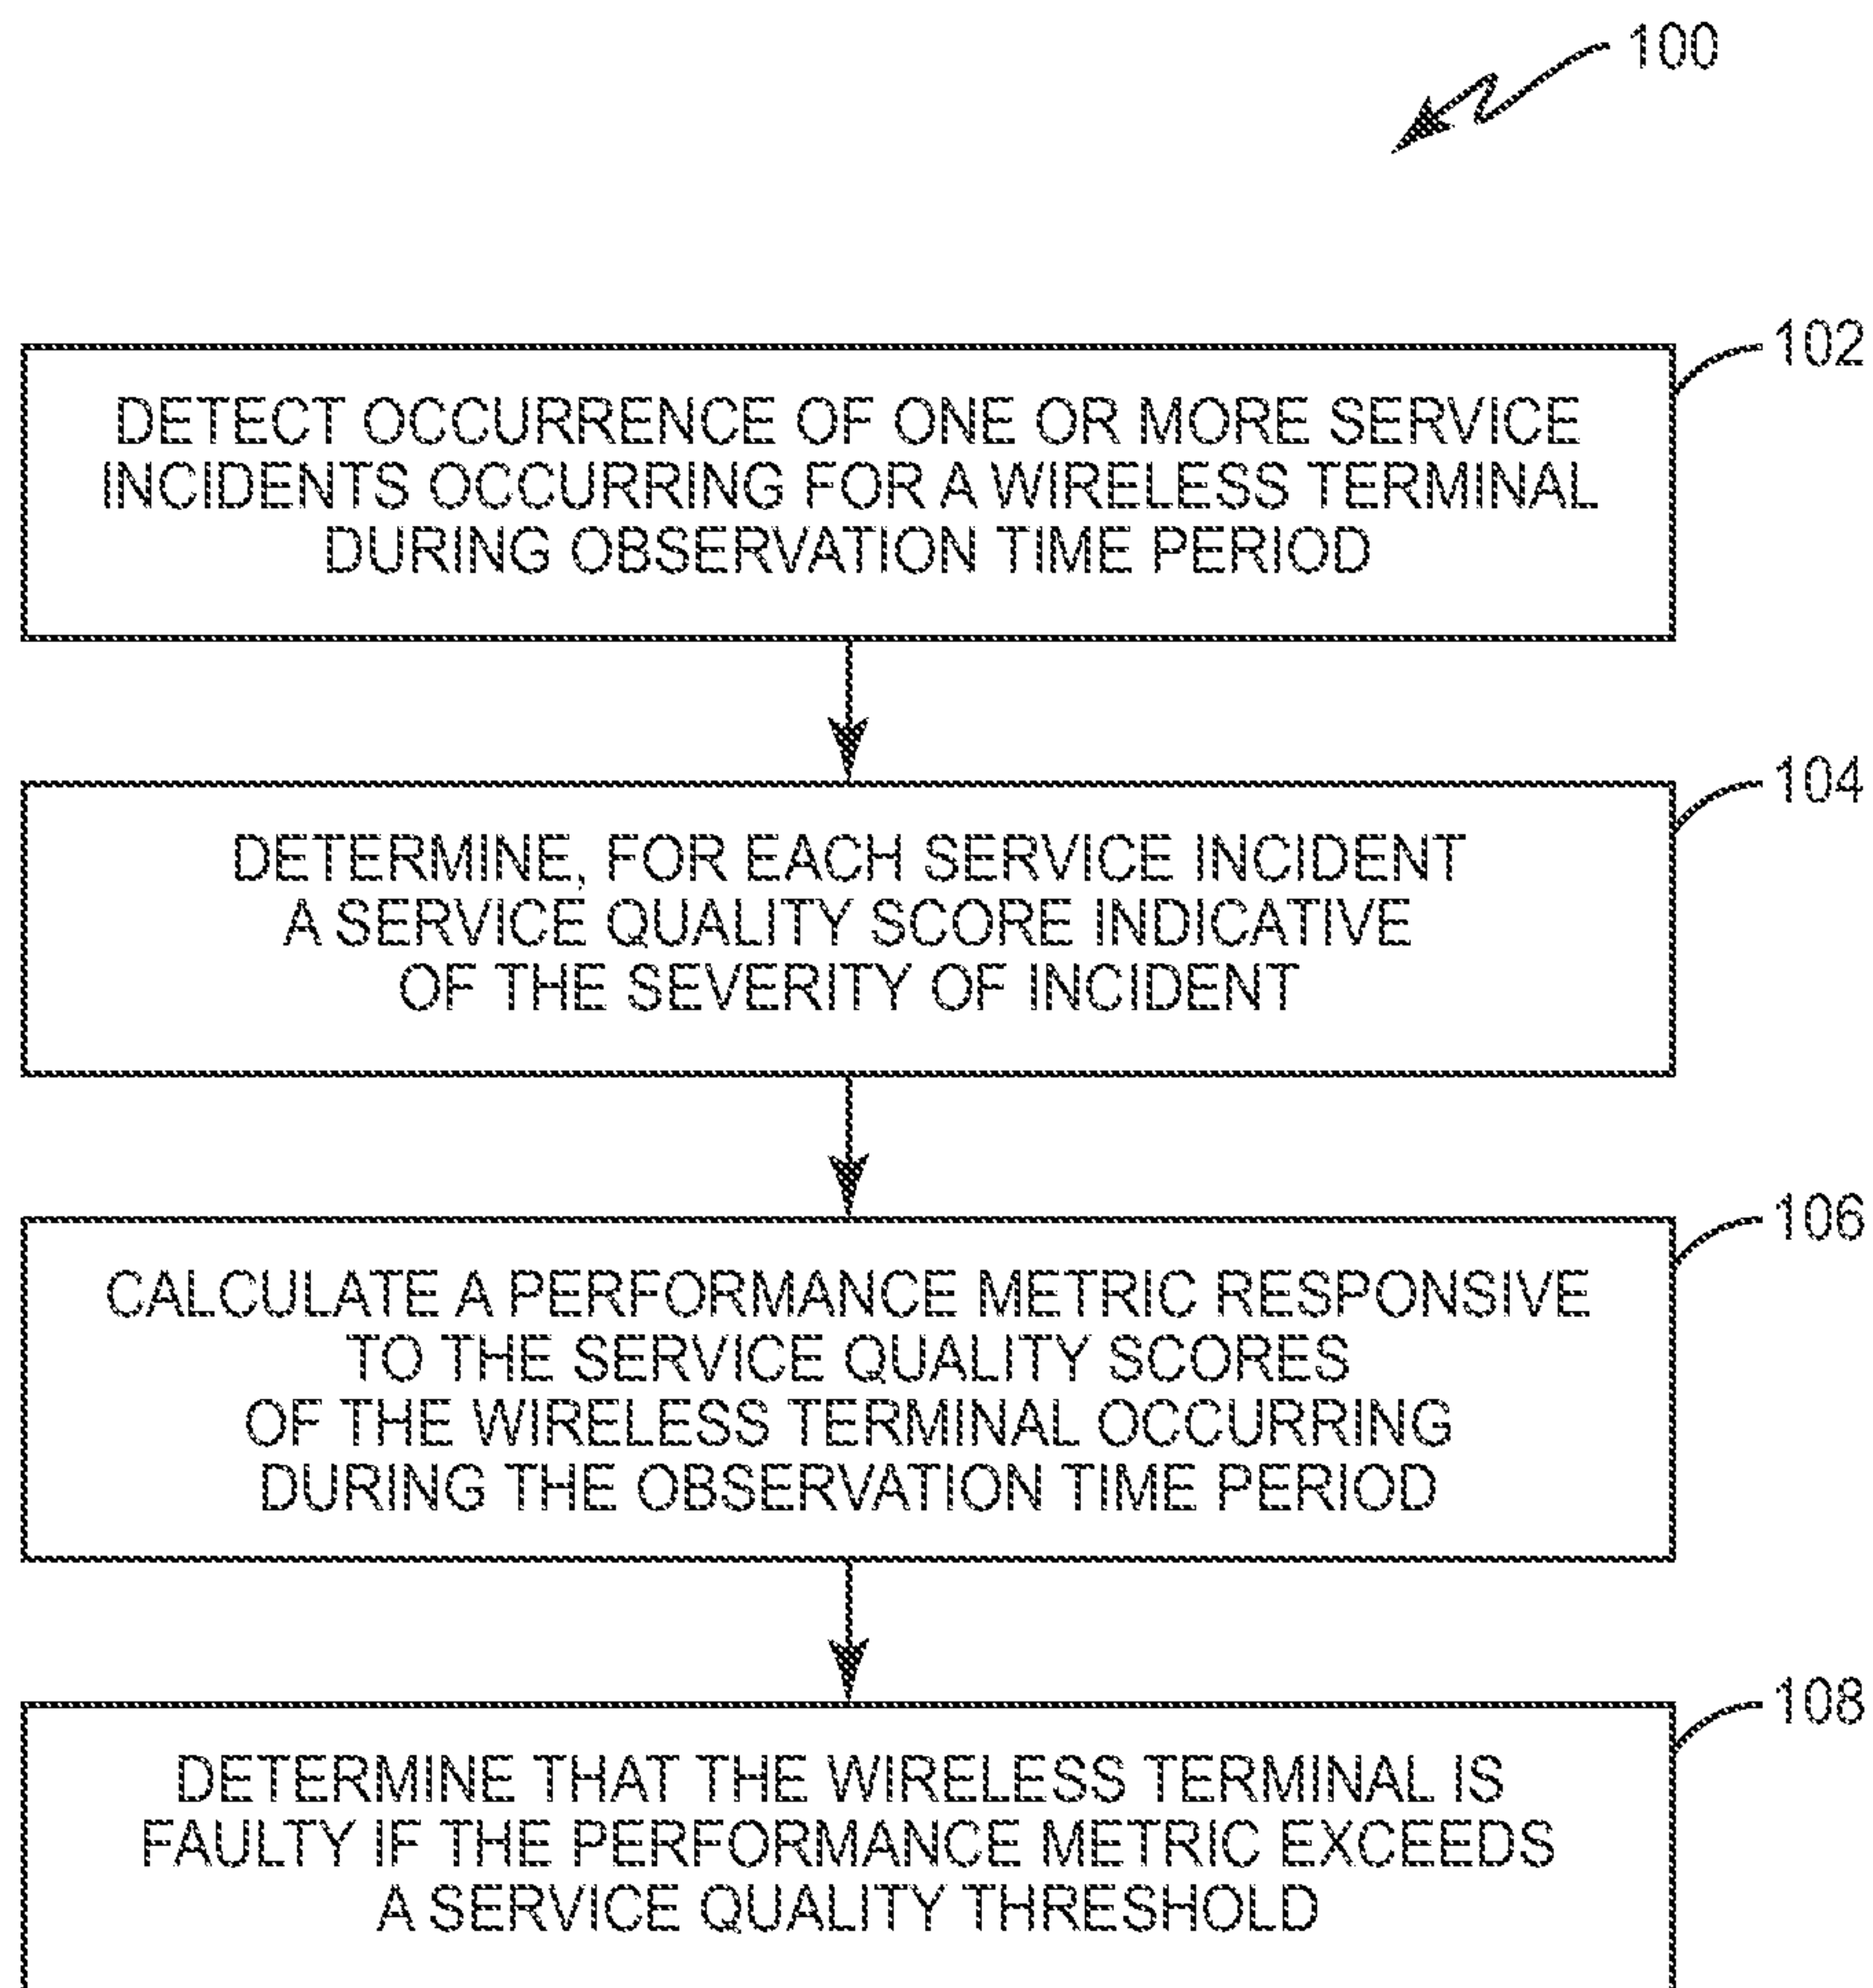 100
102
DETECT OCCURRENCE OF ONE OR MORE SERVICE
INCIDENTS OCCURRING FOR A WIRELESS TERMINAL
DURING OBSERVATION TIME PERIOD
104
DETERMINE, FOR EACH SERVICE INCIDENT
A SERVICE QUALITY SCORE INDICATIVE
OF THE SEVERITY OF INCIDENT
106
CALCULATE A PERFORMANCE METRIC RESPONSIVE
TO THE SERVICE QUALITY SCORES
OF THE WIRELESS TERMINAL OCCURRING
DURING THE OBSERVATION TIME PERIOD
108
DETERMINE THAT THE WIRELESS TERMINAL IS
FAULTY IF THE PERFORMANCE METRIC EXCEEDS
A SERVICE QUALITY THRESHOLD